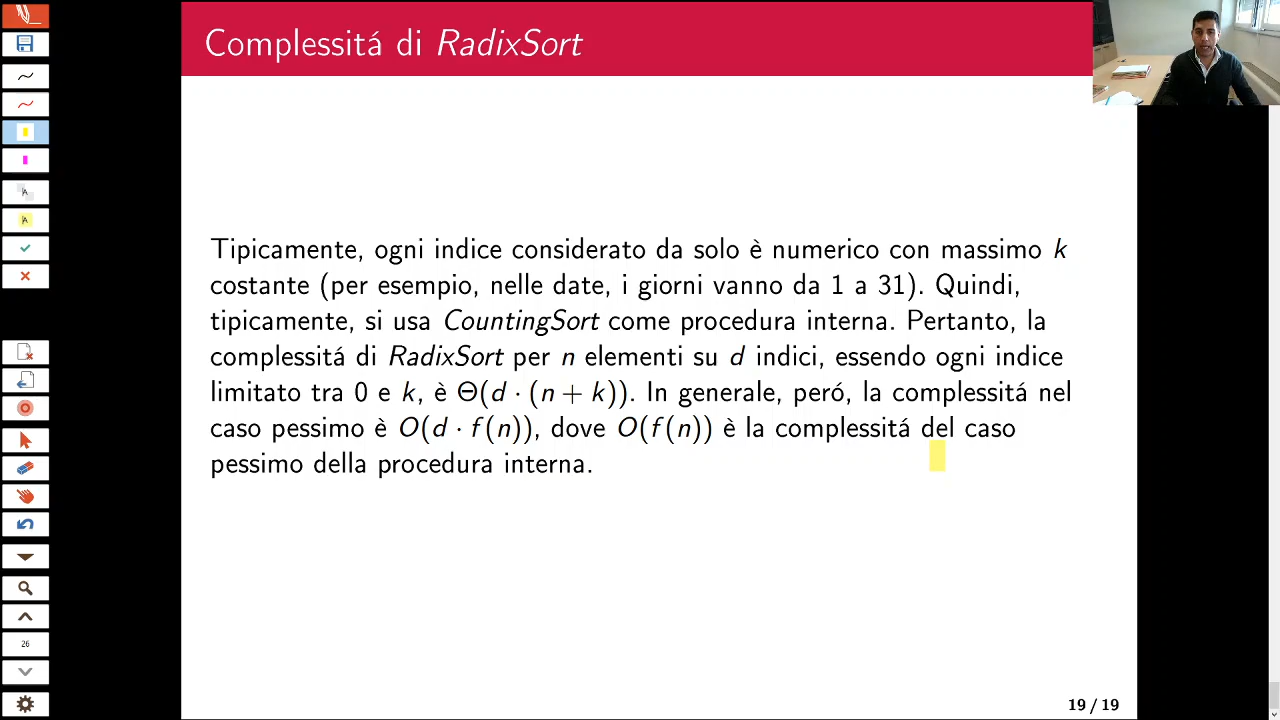 Complessitá di RadixSort
Tipicamente, ogni indice considerato da solo è numerico con massimo k
costante (per esempio, nelle date, i giorni vanno da 1 a 31). Quindi,
tipicamente, si usa CountingSort come procedura interna. Pertanto, la
complessitá di RadixSort per n elementi su d indici, essendo ogni indice
limitato tra 0 e k, è Θ(d · (n + k)). In generale, peró, la complessitá nel
caso pessimo è O(d · f(n)), dove O(f(n)) è la complessitá del caso
pessimo della procedura interna.
26
19 / 19